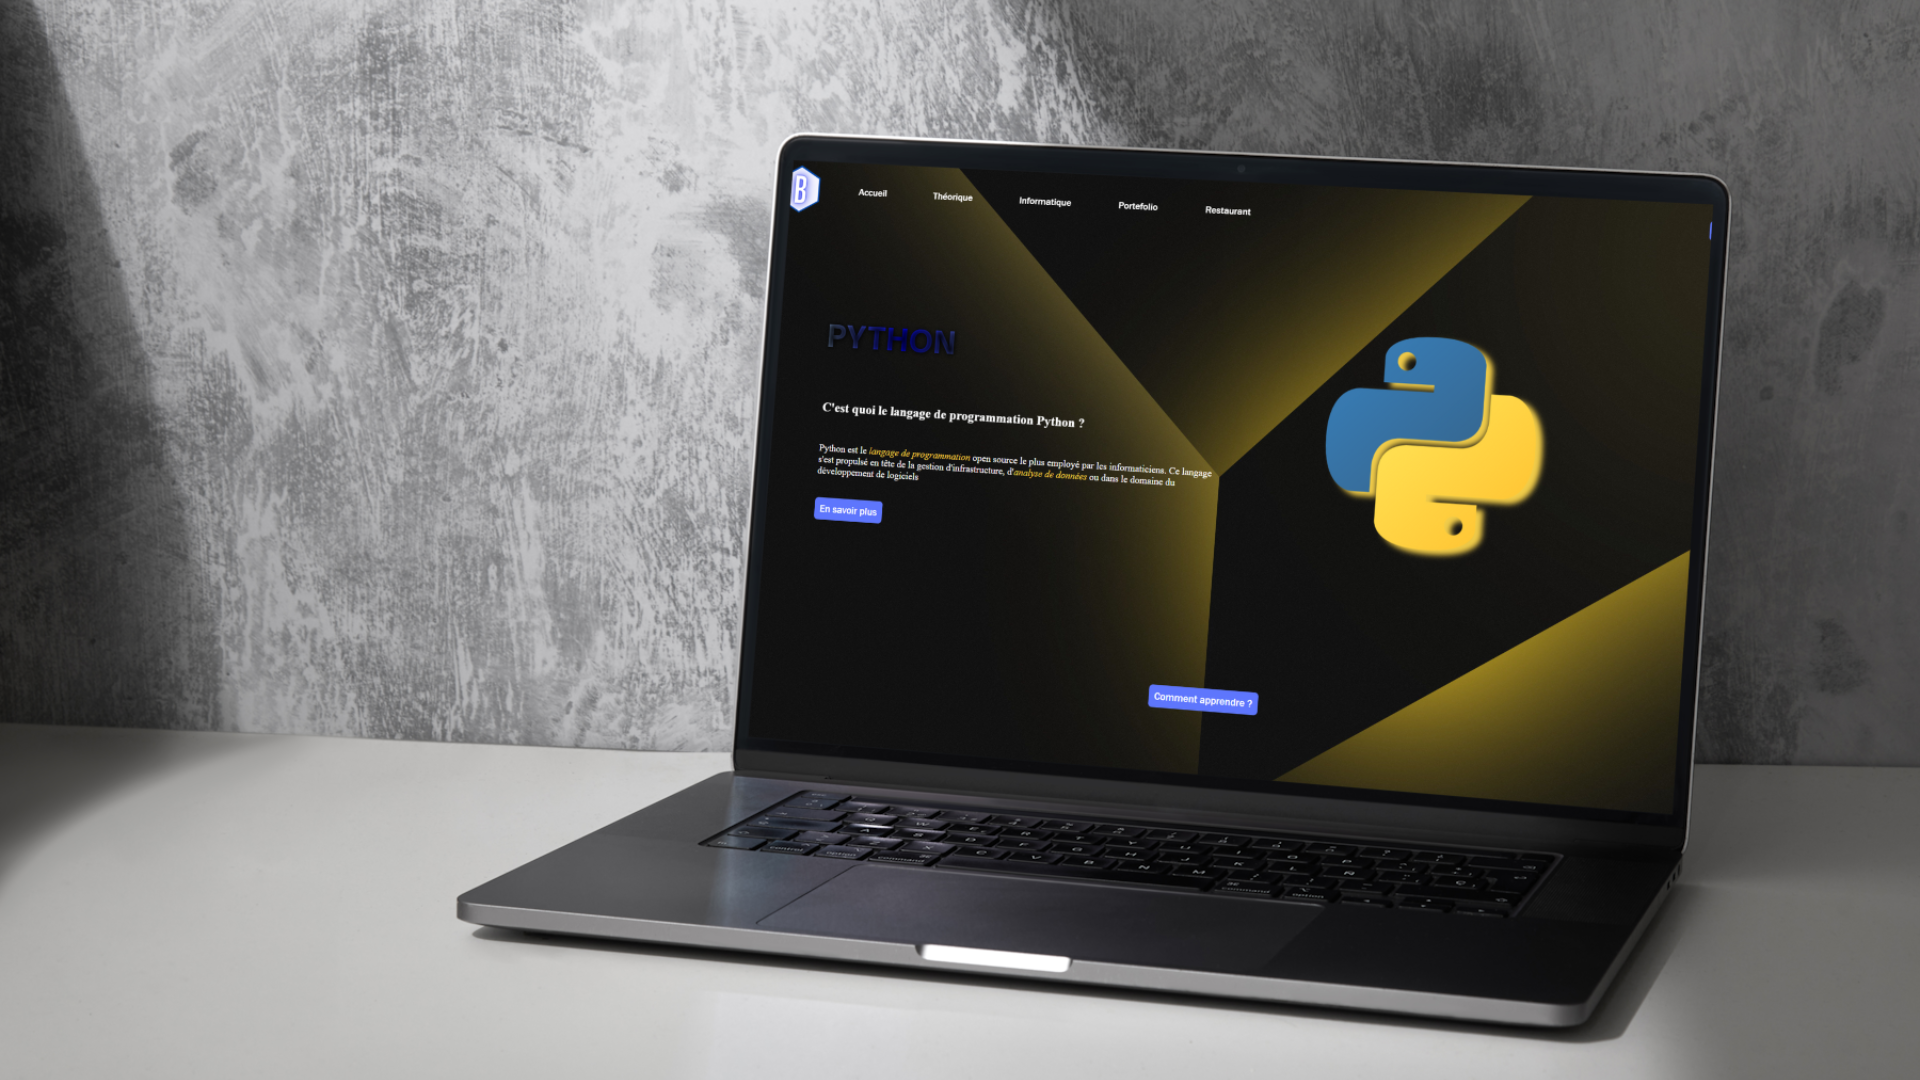 B
Accueil
Théorique
Informatique
Portefolio
Restaurant
PYTHON
C'est quoi le langage de programmation Python ?
Python est le langage de programmation open source le plus employé par les informaticiens. Ce langage
s'est propulsé en tête de la gestion d'infrastructure, d'analyse de données ou dans le domaine du
développement de logiciels
En savoir plus
Comment apprendre ?